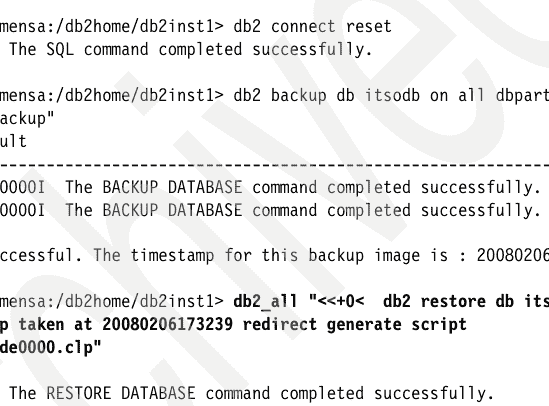 mensa:/db2home/db2inst1> db2 connect reset
The SQL command completed successfully.
mensa:/db2home/db2inst1> db2 backup db itsodb on all dbpart
ackup"
ult
------------------------------------------------------------
0000I The BACKUP DATABASE command completed successfully.
0000I The BACKUP DATABASE command completed successfully.
ccessful. The timestamp for this backup image is : 20080206
mensa:/db2home/db2inst1> db2_all "<<+0< db2 restore db its
p taken at 20080206173239 redirect generate script
de0000.clp"
The RESTORE DATABASE command completed successfully.